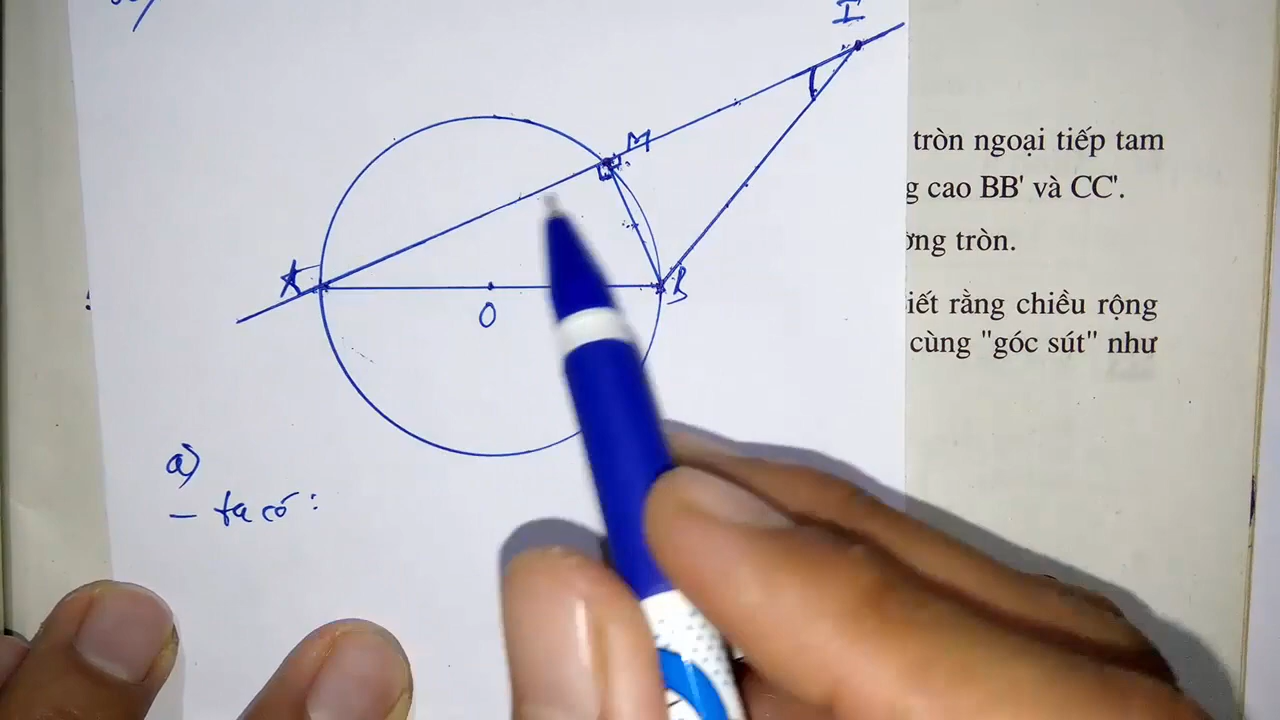 I
M
A
B
O
tròn ngoại tiếp tam
g cao BB' và CC'.
ờng tròn.
iết rằng chiều rộng
cùng "góc sút" như
a)
– ta có :